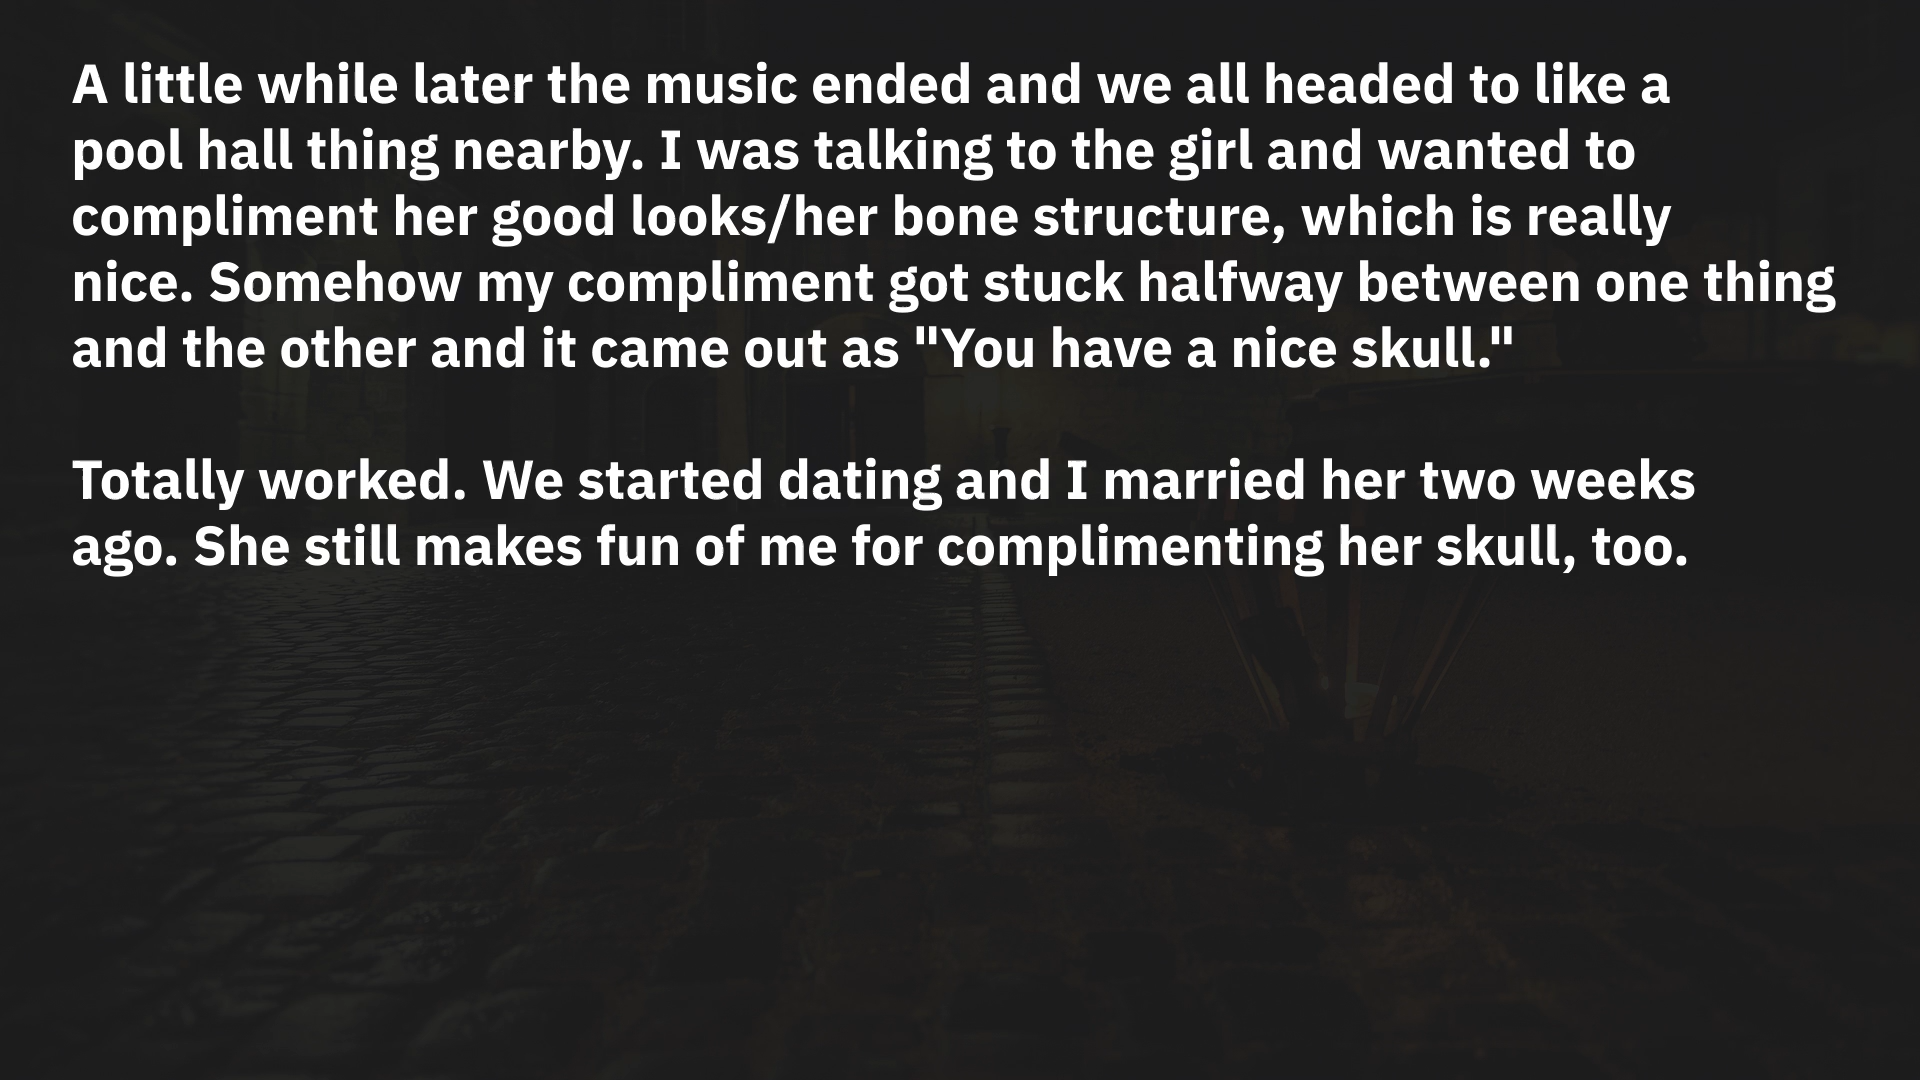 A little while later the music ended and we all headed to like a
pool hall thing nearby. I was talking to the girl and wanted to
compliment her good looks/her bone structure, which is really
nice. Somehow my compliment got stuck halfway between one thing
and the other and it came out as "You have a nice skull."
Totally worked. We started dating and I married her two weeks
ago. She still makes fun of me for complimenting her skull, too.